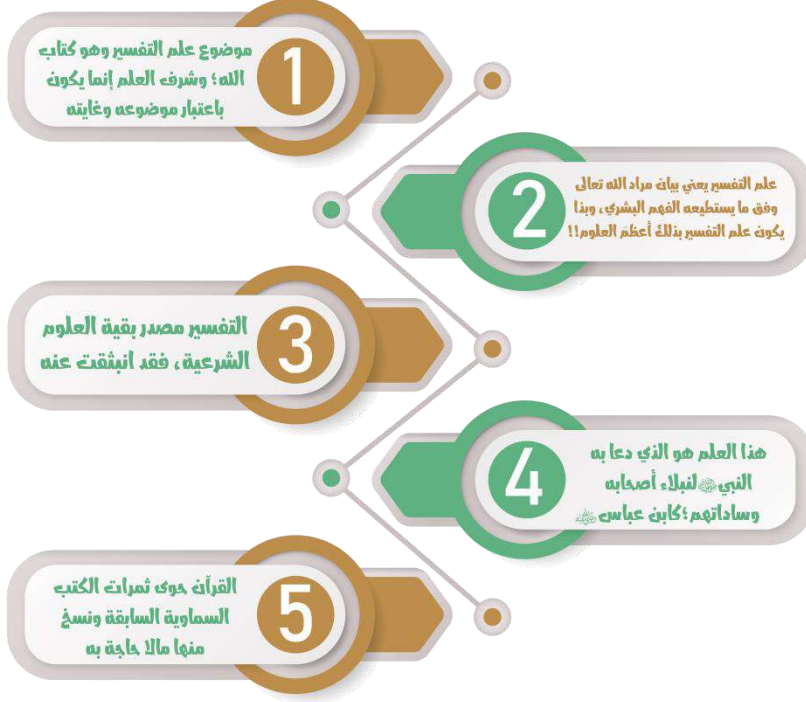 1
موضوع علم التفسير وهو كتاب
الله؛ وشرف العلم إنما يكون
باعتبار موضوعه وغايته
2
علم التفسير يعني بيان مراد الله تعالى
وفق ما يستطيعه الفهم البشري، وبذا
يكون علم التفسير بذلك أعظم العلوم!!
3
التفسير مصدر بقية العلوم
الشرعية، فقد انبثقت عنه
4
هذا العلم هو الذي دعا به
النبي ﷺ لنبلاء أصحابه
وساداتهم؛ كابن عباس
5
القرآن حوى ثمرات الكتب
السماوية السابقة ونسخ
منها مالا حاجة به